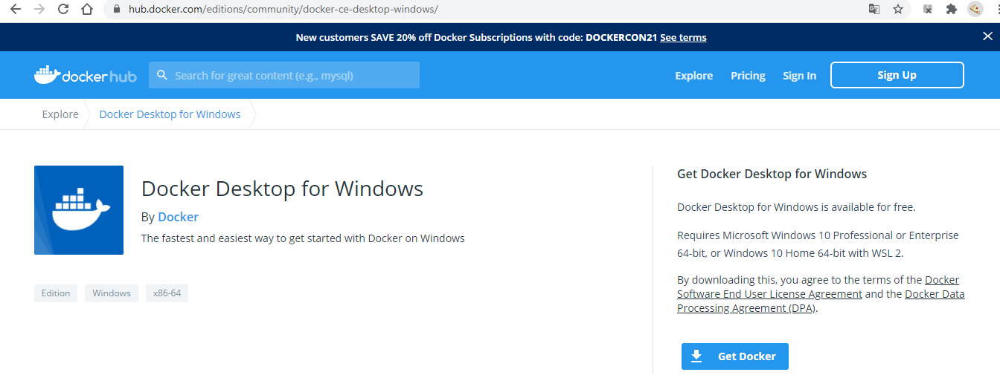 hub.docker.com/editions/community/docker-ce-desktop-windows/
New customers SAVE 20% off Docker Subscriptions with code: DOCKERCON21 See terms
docker hub
Search for great content (e.g., mysql)
Explore
Pricing
Sign In
Sign Up
Explore
Docker Desktop for Windows
Docker Desktop for Windows
By Docker
The fastest and easiest way to get started with Docker on Windows
Edition
Windows
x86-64
Get Docker Desktop for Windows
Docker Desktop for Windows is available for free.
Requires Microsoft Windows 10 Professional or Enterprise
64-bit, or Windows 10 Home 64-bit with WSL 2.
By downloading this, you agree to the terms of the Docker
Software End User License Agreement and the Docker Data
Processing Agreement (DPA).
Get Docker